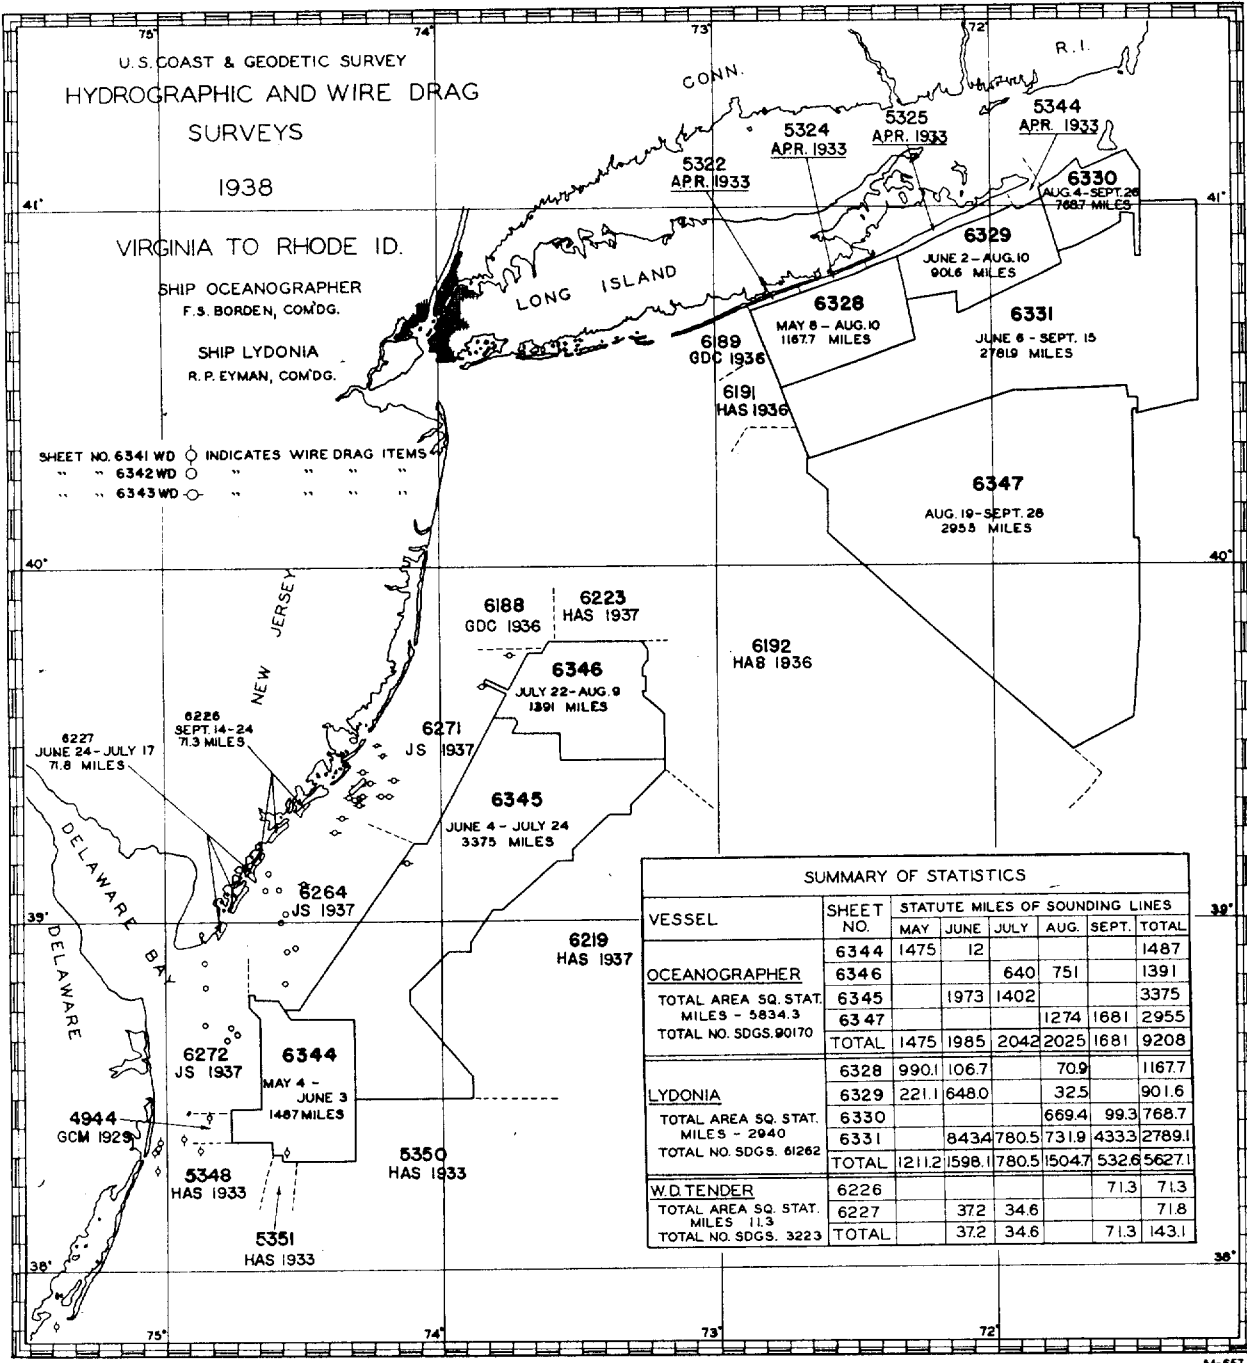 75° 74° 73° 72°
U.S. COAST & GEODETIC SURVEY
HYDROGRAPHIC AND WIRE DRAG
SURVEYS
1938
VIRGINIA TO RHODE ID.
SHIP OCEANOGRAPHER
F.S. BORDEN, COM'DG.
SHIP LYDONIA
R.P. EYMAN, COM'DG.
SHEET NO. 6341 WD INDICATES WIRE DRAG ITEMS
" " 6342 WD " " " "
" " 6343 WD " " " "
CONN.
R.I.
LONG ISLAND
5322
APR. 1933
5324
APR. 1933
5325
APR. 1933
5344
APR. 1933
41° 41°
6330
AUG. 4-SEPT. 26
768.7 MILES
6329
JUNE 2-AUG. 10
901.6 MILES
6328
MAY 8 - AUG. 10
1167.7 MILES
6331
JUNE 6 - SEPT. 15
2781.9 MILES
6189
GDC 1936
6191
HAS 1936
6347
AUG. 19-SEPT. 26
2955 MILES
40° 40°
NEW JERSEY
6188
GDC 1936
6223
HAS 1937
6192
HAS 1936
6346
JULY 22-AUG. 9
1391 MILES
6226
SEPT. 14-24
71.3 MILES
6227
JUNE 24-JULY 17
71.8 MILES
6271
JS 1937
6345
JUNE 4 - JULY 24
3375 MILES
DELAWARE BAY
DELAWARE
6264
JS 1937
39° 39°
6219
HAS 1937
6272
JS 1937
6344
MAY 4 -
JUNE 3
1487 MILES
4944
GCM 1929
5348
HAS 1933
5350
HAS 1933
5351
HAS 1933
SUMMARY OF STATISTICS
VESSEL SHEET NO. STATUTE MILES OF SOUNDING LINES
MAY JUNE JULY AUG. SEPT. TOTAL
6344 1475 12 1487
OCEANOGRAPHER 6346 640 751 1391
TOTAL AREA SQ. STAT. 6345 1973 1402 3375
MILES - 5834.3 6347 1274 1681 2955
TOTAL NO. SDGS. 90170 TOTAL 1475 1985 2042 2025 1681 9208
6328 990.1 106.7 70.9 1167.7
LYDONIA 6329 221.1 648.0 32.5 901.6
TOTAL AREA SQ. STAT. 6330 669.4 99.3 768.7
MILES - 2940 6331 843.4 780.5 731.9 433.3 2789.1
TOTAL NO. SDGS. 61262 TOTAL 1211.2 1598.1 780.5 1504.7 532.6 5627.1
W.D. TENDER 6226 71.3 71.3
TOTAL AREA SQ. STAT. 6227 37.2 34.6 71.8
MILES 11.3
TOTAL NO. SDGS. 3223 TOTAL 37.2 34.6 71.3 143.1
38° 38°
75° 74° 73° 72°
M-657